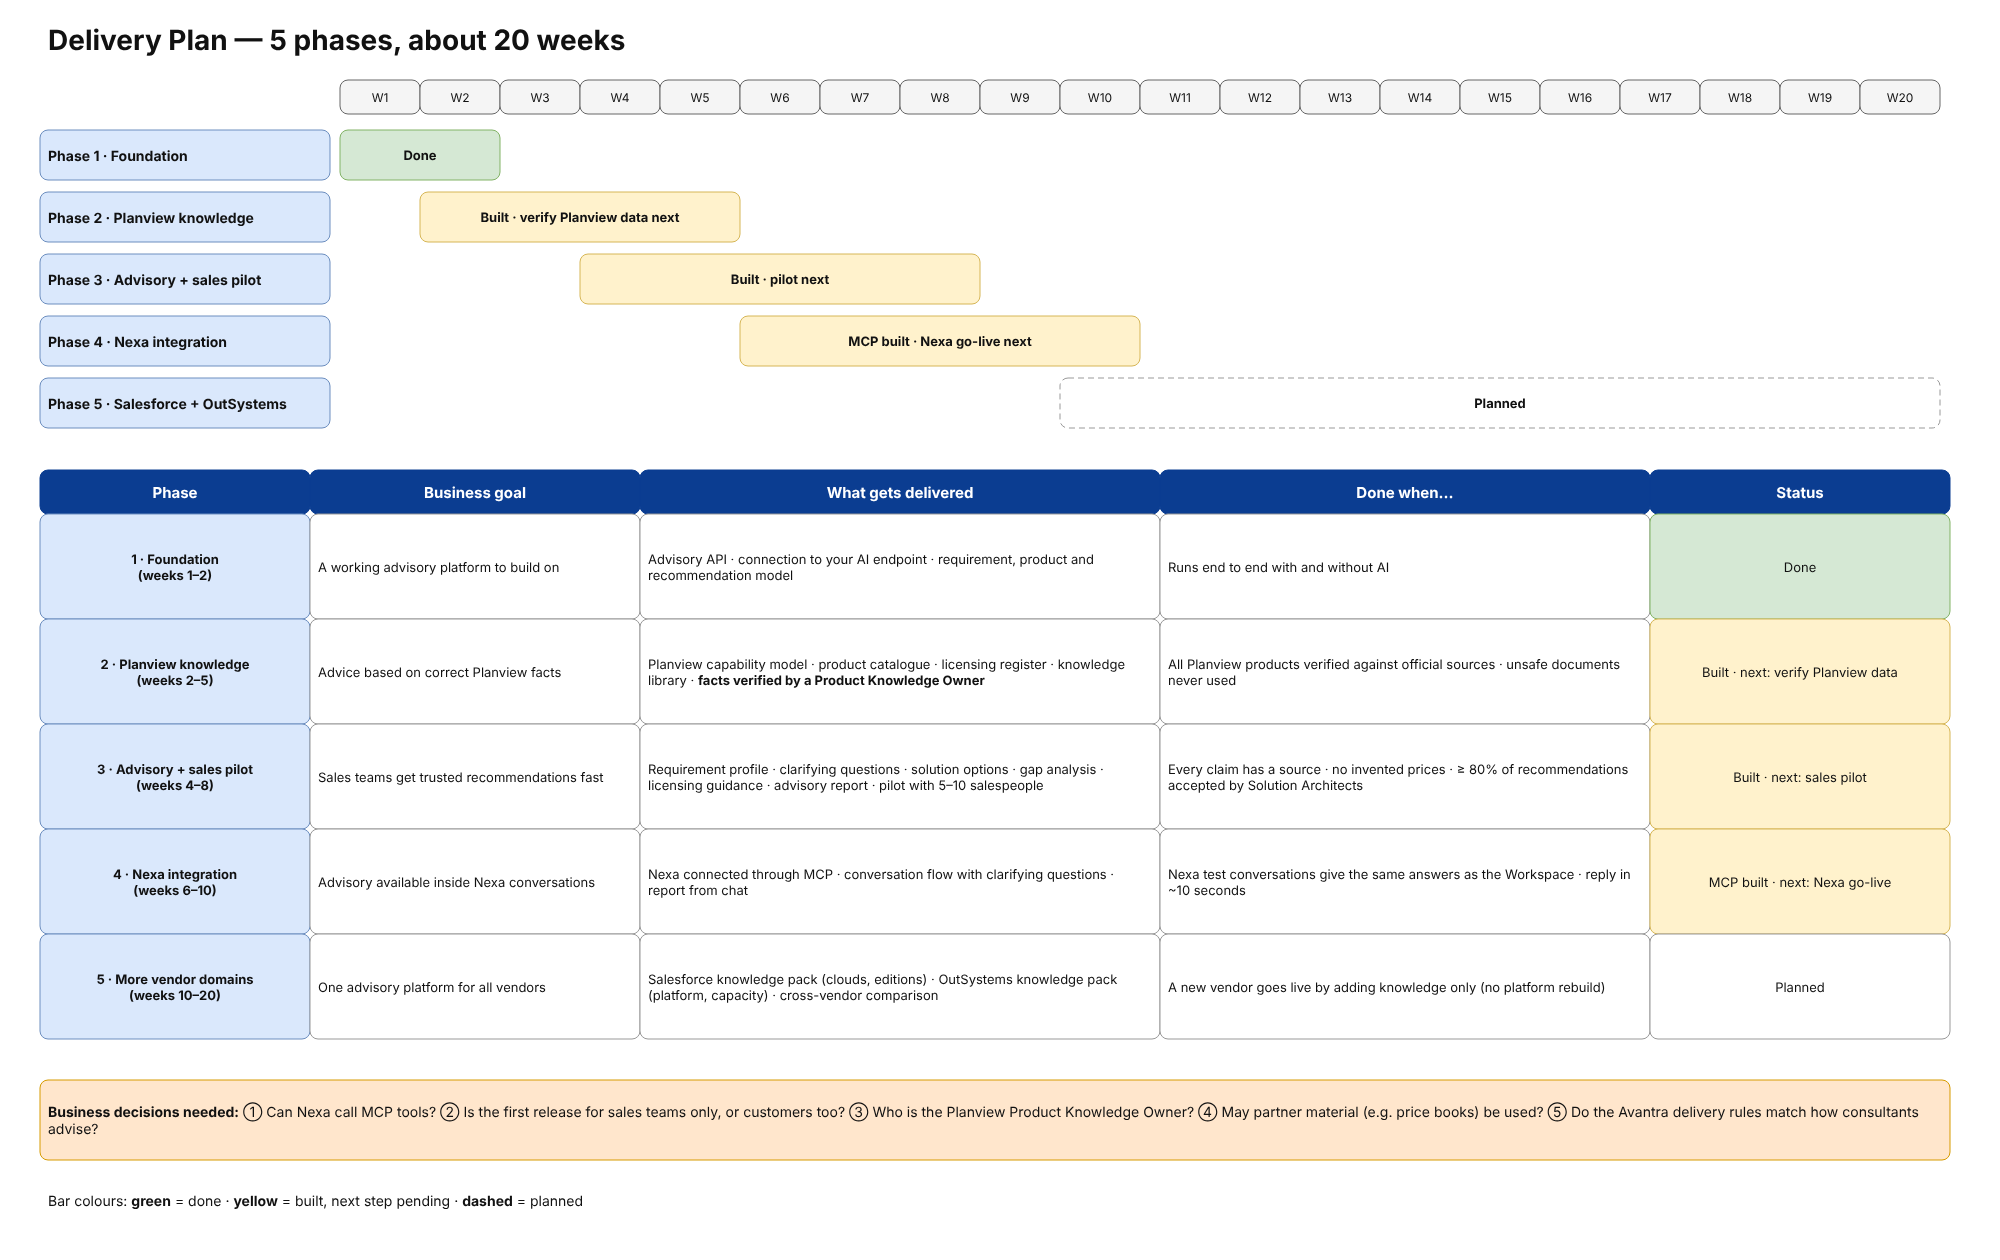 Delivery Plan — 5 phases, about 20 weeks
W1 W2 W3 W4 W5 W6 W7 W8 W9 W10 W11 W12 W13 W14 W15 W16 W17 W18 W19 W20
Phase 1 · Foundation
Done
Phase 2 · Planview knowledge
Built · verify Planview data next
Phase 3 · Advisory + sales pilot
Built · pilot next
Phase 4 · Nexa integration
MCP built · Nexa go-live next
Phase 5 · Salesforce + OutSystems
Planned
Phase
Business goal
What gets delivered
Done when...
Status
1 · Foundation
(weeks 1–2)
A working advisory platform to build on
Advisory API · connection to your AI endpoint · requirement, product and
recommendation model
Runs end to end with and without AI
Done
2 · Planview knowledge
(weeks 2–5)
Advice based on correct Planview facts
Planview capability model · product catalogue · licensing register · knowledge
library · facts verified by a Product Knowledge Owner
All Planview products verified against official sources · unsafe documents
never used
Built · next: verify Planview data
3 · Advisory + sales pilot
(weeks 4–8)
Sales teams get trusted recommendations fast
Requirement profile · clarifying questions · solution options · gap analysis ·
licensing guidance · advisory report · pilot with 5–10 salespeople
Every claim has a source · no invented prices · ≥ 80% of recommendations
accepted by Solution Architects
Built · next: sales pilot
4 · Nexa integration
(weeks 6–10)
Advisory available inside Nexa conversations
Nexa connected through MCP · conversation flow with clarifying questions ·
report from chat
Nexa test conversations give the same answers as the Workspace · reply in
~10 seconds
MCP built · next: Nexa go-live
5 · More vendor domains
(weeks 10–20)
One advisory platform for all vendors
Salesforce knowledge pack (clouds, editions) · OutSystems knowledge pack
(platform, capacity) · cross-vendor comparison
A new vendor goes live by adding knowledge only (no platform rebuild)
Planned
Business decisions needed: ① Can Nexa call MCP tools? ② Is the first release for sales teams only, or customers too? ③ Who is the Planview Product Knowledge Owner? ④ May partner material (e.g. price books) be used? ⑤ Do the Avantra delivery rules match how consultants
advise?
Bar colours: green = done · yellow = built, next step pending · dashed = planned